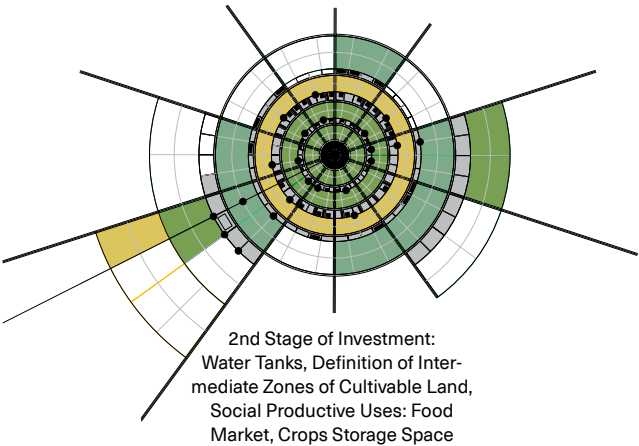 2nd Stage of Investment:
Water Tanks, Definition of Inter-
mediate Zones of Cultivable Land,
Social Productive Uses: Food
Market, Crops Storage Space